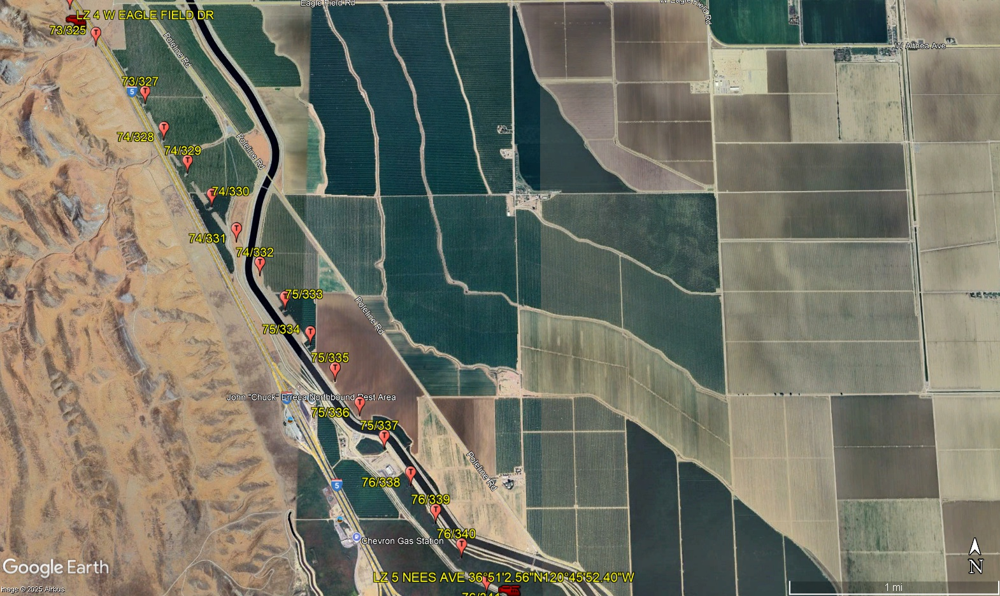 Eagle Field Rd
W Eagle Field Rd
LZ 4 W EAGLE FIELD DR
73/325
Poleline Rd
W Althea Ave
73/327
5
T
74/328
74/329
Poleline Rd
74/330
74/331
74/332
75/333
Poleline Rd
75/334
75/335
John "Chuck" Erreca Northbound Rest Area
75/336
75/337
Poleline Rd
76/338
5
76/339
76/340
Chevron Gas Station
Google Earth
N
LZ 5 NEES AVE 36°51'2.56"N120°45'52.40"W
1 mi
Image © 2025 Airbus
76/341